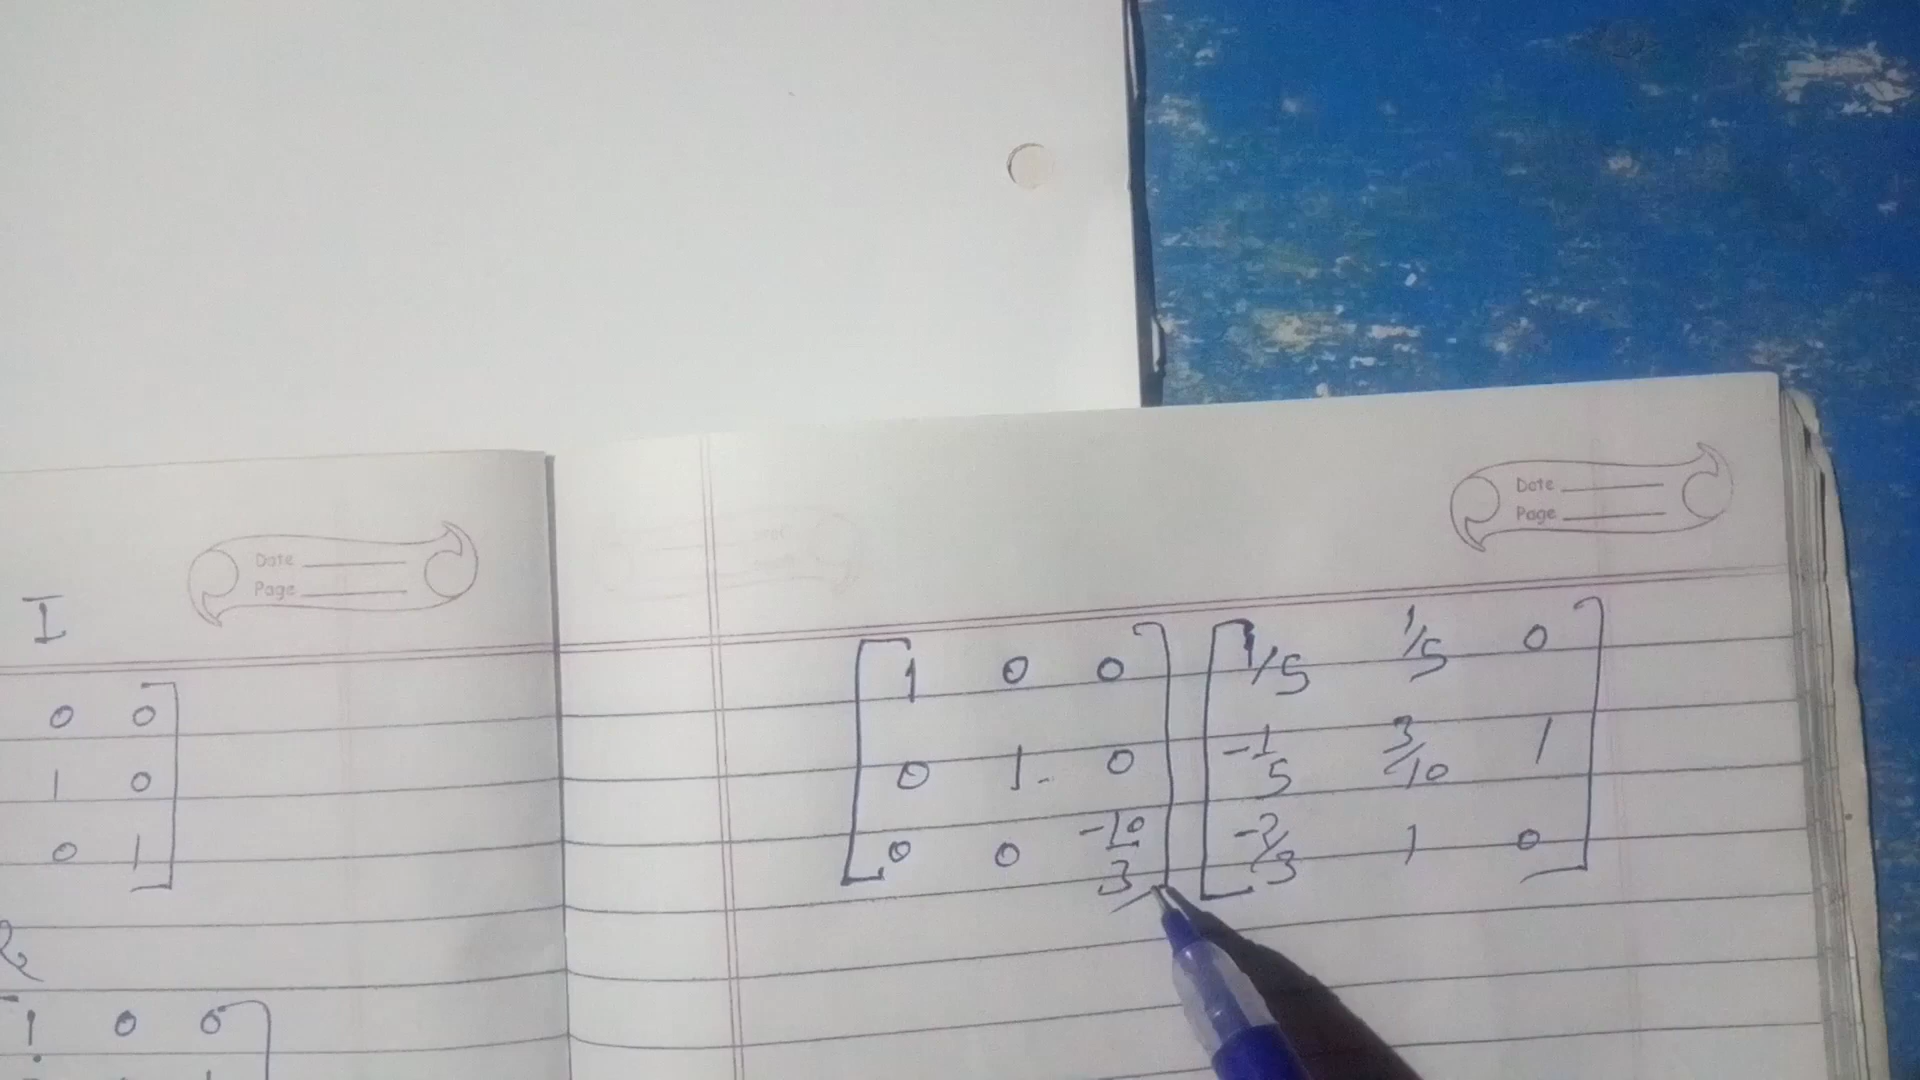 Date
Page
I
0 0
1 0
0 1
1 0 0
Date
Page
1 0 0 1/5 1/5 0
0 1 0 -1/5 3/10 1
0 0 -10/3 -2/3 1 0